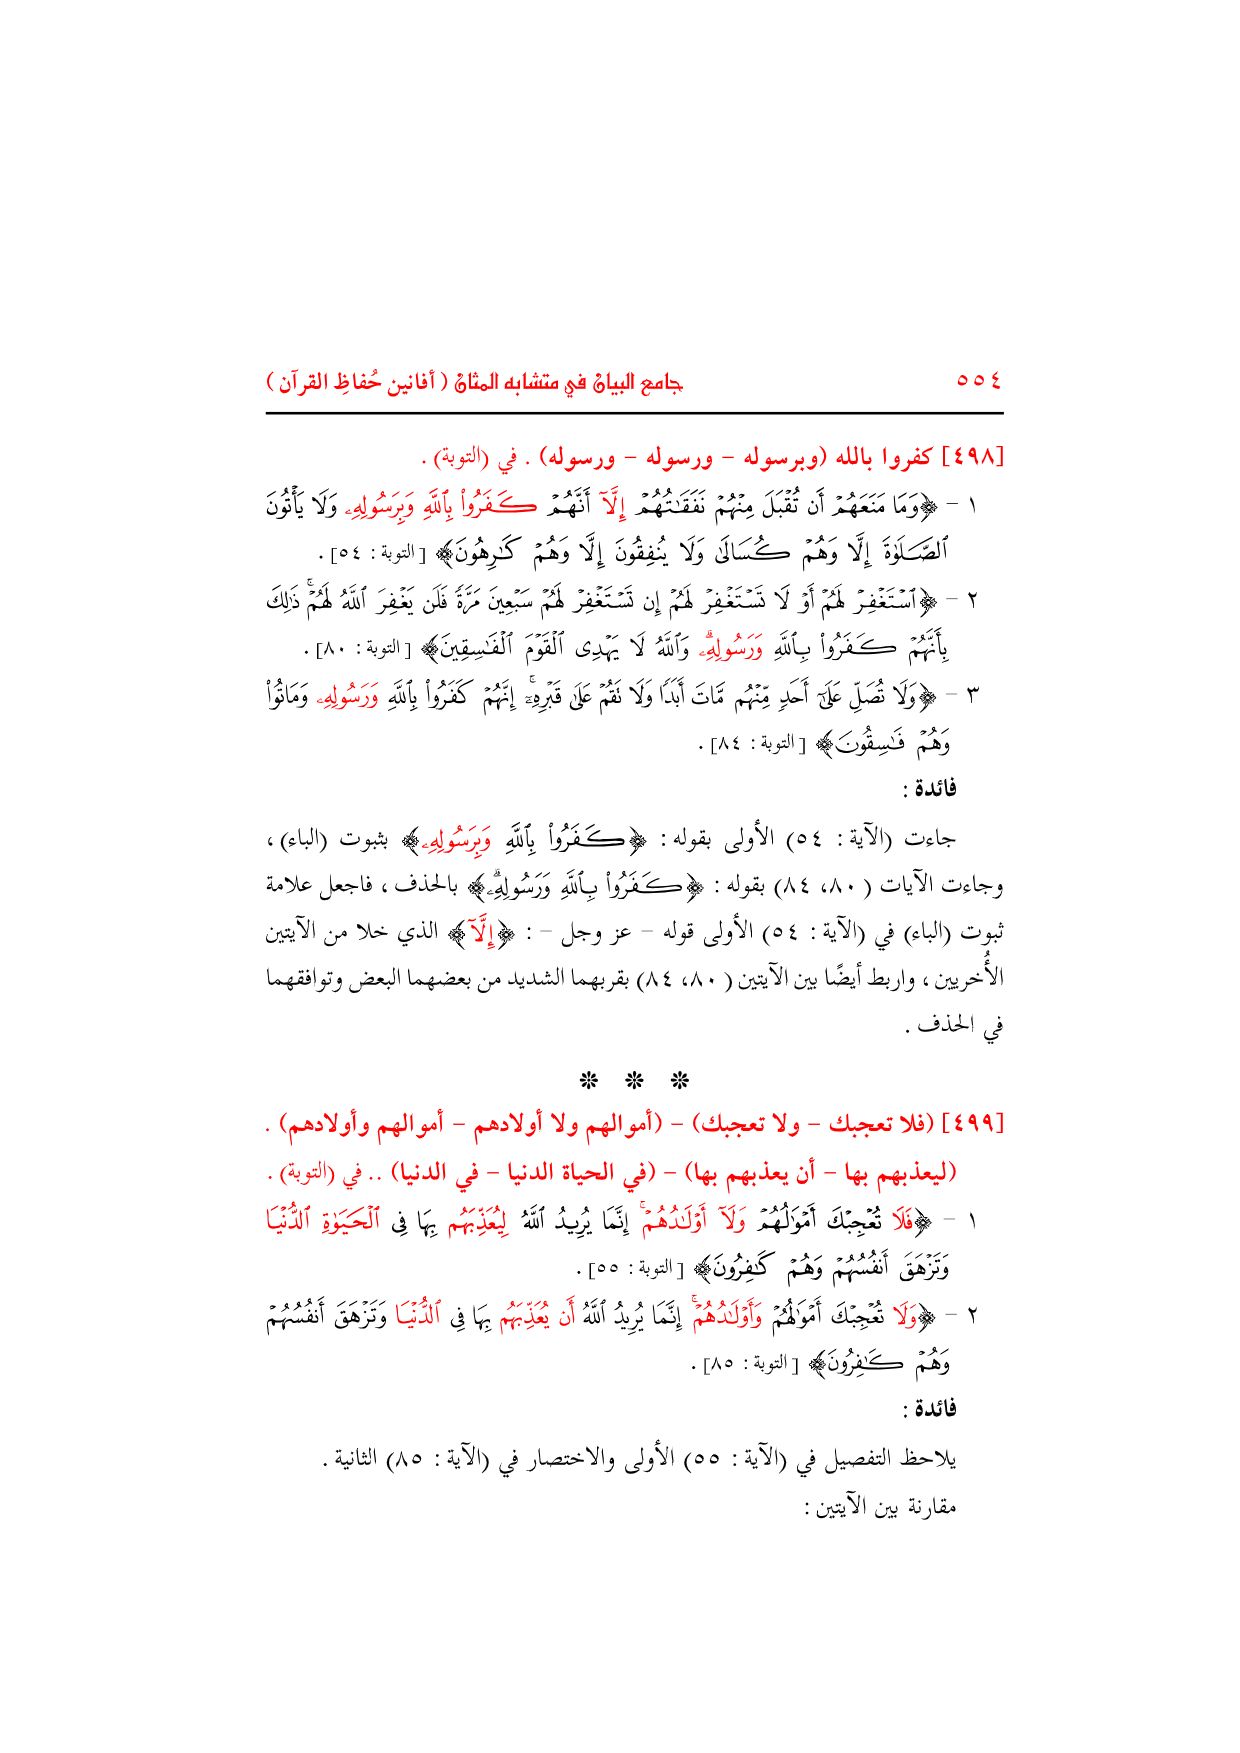 ٥٥٤ جامع البيان في متشابه المثان ( أفانين حُفاظِ القرآن )
[٤٩٨] كفروا بالله (وبرسوله – ورسوله – ورسوله) . في (التوبة) .
١ – ﴿وَمَا مَنَعَهُمۡ أَن تُقۡبَلَ مِنۡهُمۡ نَفَقَٰتُهُمۡ إِلَّآ أَنَّهُمۡ كَفَرُواْ بِٱللَّهِ وَبِرَسُولِهِۦ وَلَا يَأۡتُونَ
ٱلصَّلَوٰةَ إِلَّا وَهُمۡ كُسَالَىٰ وَلَا يُنفِقُونَ إِلَّا وَهُمۡ كَٰرِهُونَ﴾ [التوبة : ٥٤] .
٢ – ﴿ٱسۡتَغۡفِرۡ لَهُمۡ أَوۡ لَا تَسۡتَغۡفِرۡ لَهُمۡ إِن تَسۡتَغۡفِرۡ لَهُمۡ سَبۡعِينَ مَرَّةٗ فَلَن يَغۡفِرَ ٱللَّهُ لَهُمۡۚ ذَٰلِكَ
بِأَنَّهُمۡ كَفَرُواْ بِٱللَّهِ وَرَسُولِهِۦۗ وَٱللَّهُ لَا يَهۡدِى ٱلۡقَوۡمَ ٱلۡفَٰسِقِينَ﴾ [التوبة : ٨٠] .
٣ – ﴿وَلَا تُصَلِّ عَلَىٰٓ أَحَدٖ مِّنۡهُم مَّاتَ أَبَدٗا وَلَا تَقُمۡ عَلَىٰ قَبۡرِهِۦٓۖ إِنَّهُمۡ كَفَرُواْ بِٱللَّهِ وَرَسُولِهِۦ وَمَاتُواْ
وَهُمۡ فَٰسِقُونَ﴾ [التوبة : ٨٤] .
فائدة :
جاءت (الآية : ٥٤) الأولى بقوله : ﴿كَفَرُواْ بِٱللَّهِ وَبِرَسُولِهِۦ﴾ بثبوت (الباء) ،
وجاءت الآيات (٨٠، ٨٤) بقوله : ﴿كَفَرُواْ بِٱللَّهِ وَرَسُولِهِۦۗ﴾ بالحذف ، فاجعل علامة
ثبوت (الباء) في (الآية : ٥٤) الأولى قوله – عز وجل – : ﴿إِلَّآ﴾ الذي خلا من الآيتين
الأُخريين ، واربط أيضًا بين الآيتين (٨٠، ٨٤) بقربهما الشديد من بعضهما البعض وتوافقهما
في الحذف .
❊ ❊ ❊
[٤٩٩] (فلا تعجبك – ولا تعجبك) – (أموالهم ولا أولادهم – أموالهم وأولادهم) .
(ليعذبهم بها – أن يعذبهم بها) – (في الحياة الدنيا – في الدنيا) .. في (التوبة) .
١ – ﴿فَلَا تُعۡجِبۡكَ أَمۡوَٰلُهُمۡ وَلَآ أَوۡلَٰدُهُمۡۚ إِنَّمَا يُرِيدُ ٱللَّهُ لِيُعَذِّبَهُم بِهَا فِى ٱلۡحَيَوٰةِ ٱلدُّنۡيَا
وَتَزۡهَقَ أَنفُسُهُمۡ وَهُمۡ كَٰفِرُونَ﴾ [التوبة : ٥٥] .
٢ – ﴿وَلَا تُعۡجِبۡكَ أَمۡوَٰلُهُمۡ وَأَوۡلَٰدُهُمۡۚ إِنَّمَا يُرِيدُ ٱللَّهُ أَن يُعَذِّبَهُم بِهَا فِى ٱلدُّنۡيَا وَتَزۡهَقَ أَنفُسُهُمۡ
وَهُمۡ كَٰفِرُونَ﴾ [التوبة : ٨٥] .
فائدة :
يلاحظ التفصيل في (الآية : ٥٥) الأولى والاختصار في (الآية : ٨٥) الثانية .
مقارنة بين الآيتين :